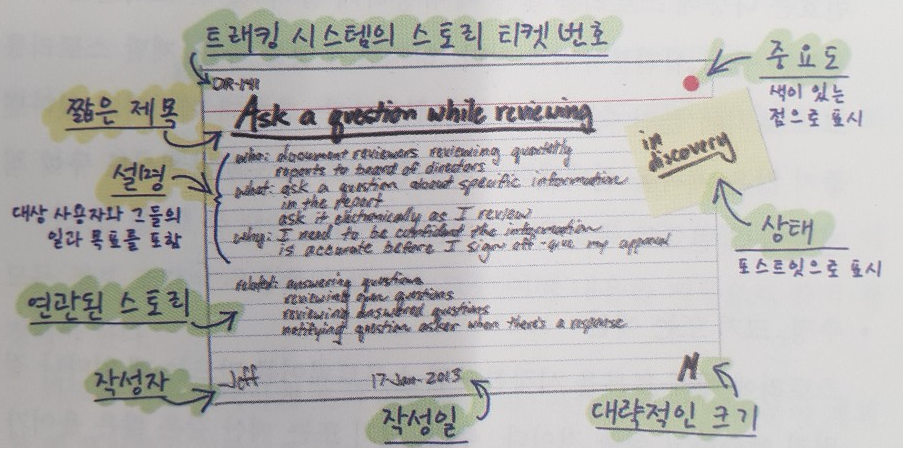 트래킹 시스템의 스토리 티켓 번호
중요도
색이 있는
점으로 표시
짧은 제목
Ask a question while reviewing
in
discovery
설명
대상 사용자와 그들의
일과 목표를 포함
who: document reviewers reviewing quarterly
reports to board of directors
what: ask a question about specific information
in the report
ask it electronically as I review
why: I need to be confident the information
is accurate before I sign off - give my approval
상태
포스트잇으로 표시
연관된 스토리
related: answering questions
reviewing open questions
reviewing answered questions
notifying question asker when there's a response
작성자
Jeff
17-Jan-2013
M
작성일
대략적인 크기